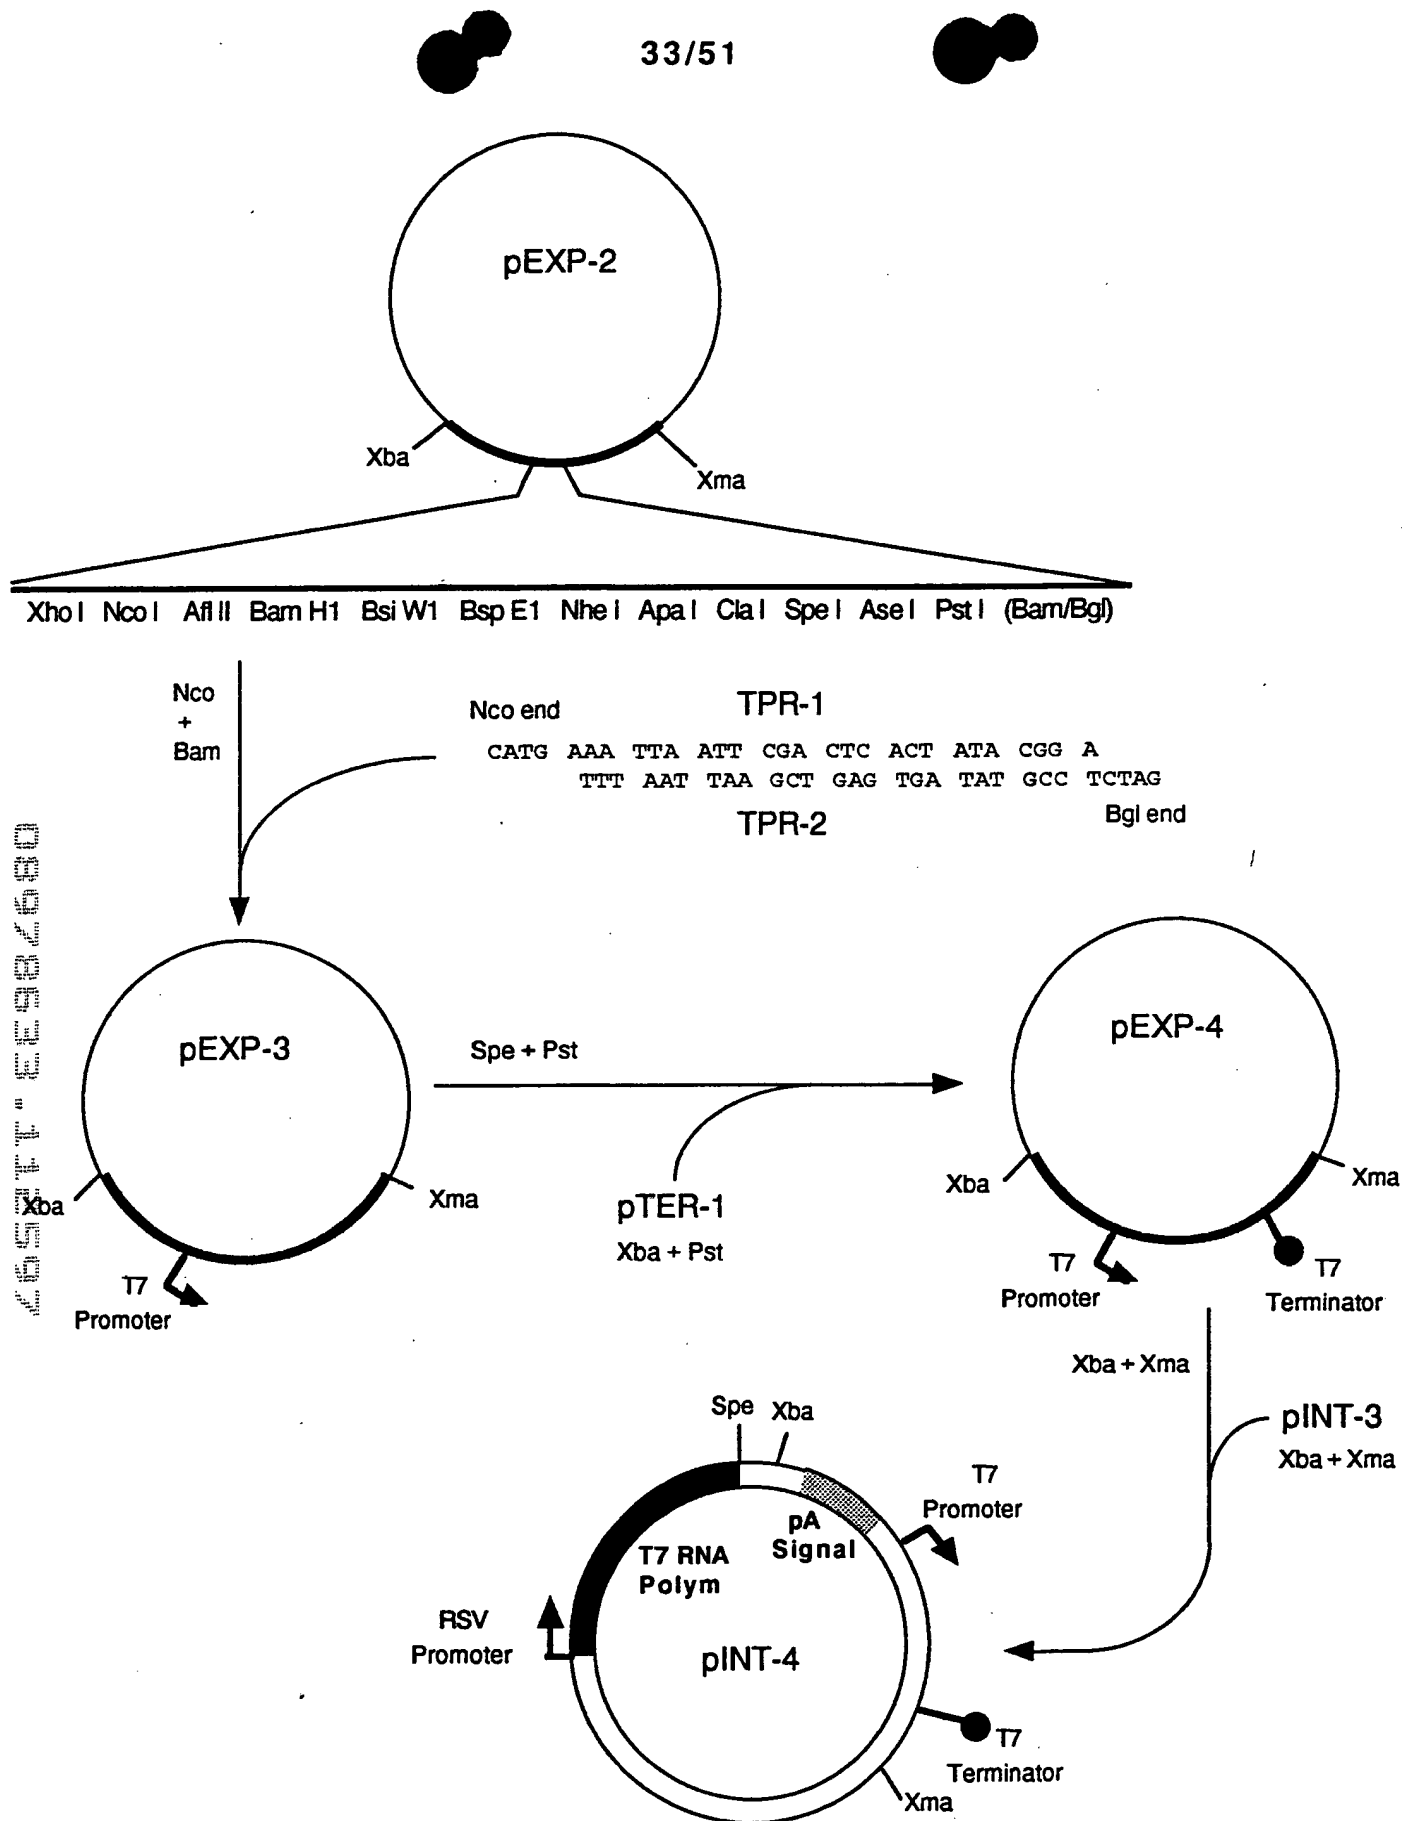 33/51
pEXP-2
Xba
Xma
Xho I Nco I Afl II Bam H1 Bsi W1 Bsp E1 Nhe I Apa I Cla I Spe I Ase I Pst I (Bam/Bgl)
Nco
+
Bam
Nco end
TPR-1
CATG AAA TTA ATT CGA CTC ACT ATA CGG A
TTT AAT TAA GCT GAG TGA TAT GCC TCTAG
TPR-2
Bgl end
08978533.112597
pEXP-3
Spe + Pst
pEXP-4
Xba
Xma
pTER-1
Xba + Pst
Xba
Xma
T7
Promoter
T7
Promoter
T7
Terminator
Xba + Xma
pINT-3
Xba + Xma
Spe
Xba
T7
Promoter
pA
Signal
T7 RNA
Polym
RSV
Promoter
pINT-4
T7
Terminator
Xma